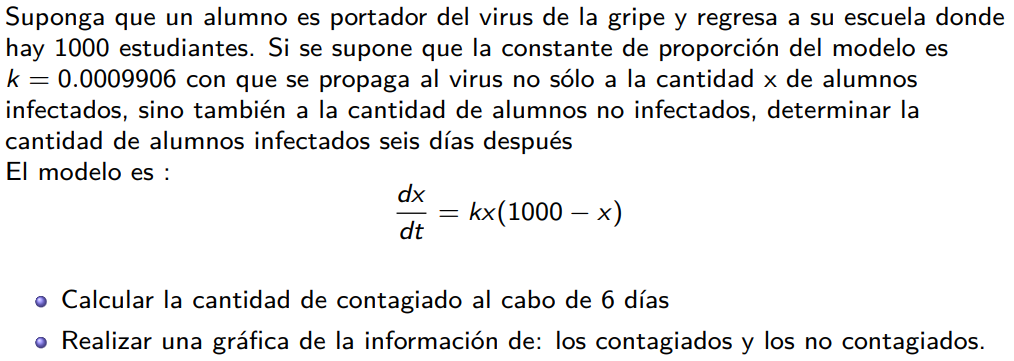 Suponga que un alumno es portador del virus de la gripe y regresa a su escuela donde
hay 1000 estudiantes. Si se supone que la constante de proporción del modelo es
k = 0.0009906 con que se propaga al virus no sólo a la cantidad x de alumnos
infectados, sino también a la cantidad de alumnos no infectados, determinar la
cantidad de alumnos infectados seis días después
El modelo es :
dx/dt = kx(1000 − x)
Calcular la cantidad de contagiado al cabo de 6 días
Realizar una gráfica de la información de: los contagiados y los no contagiados.